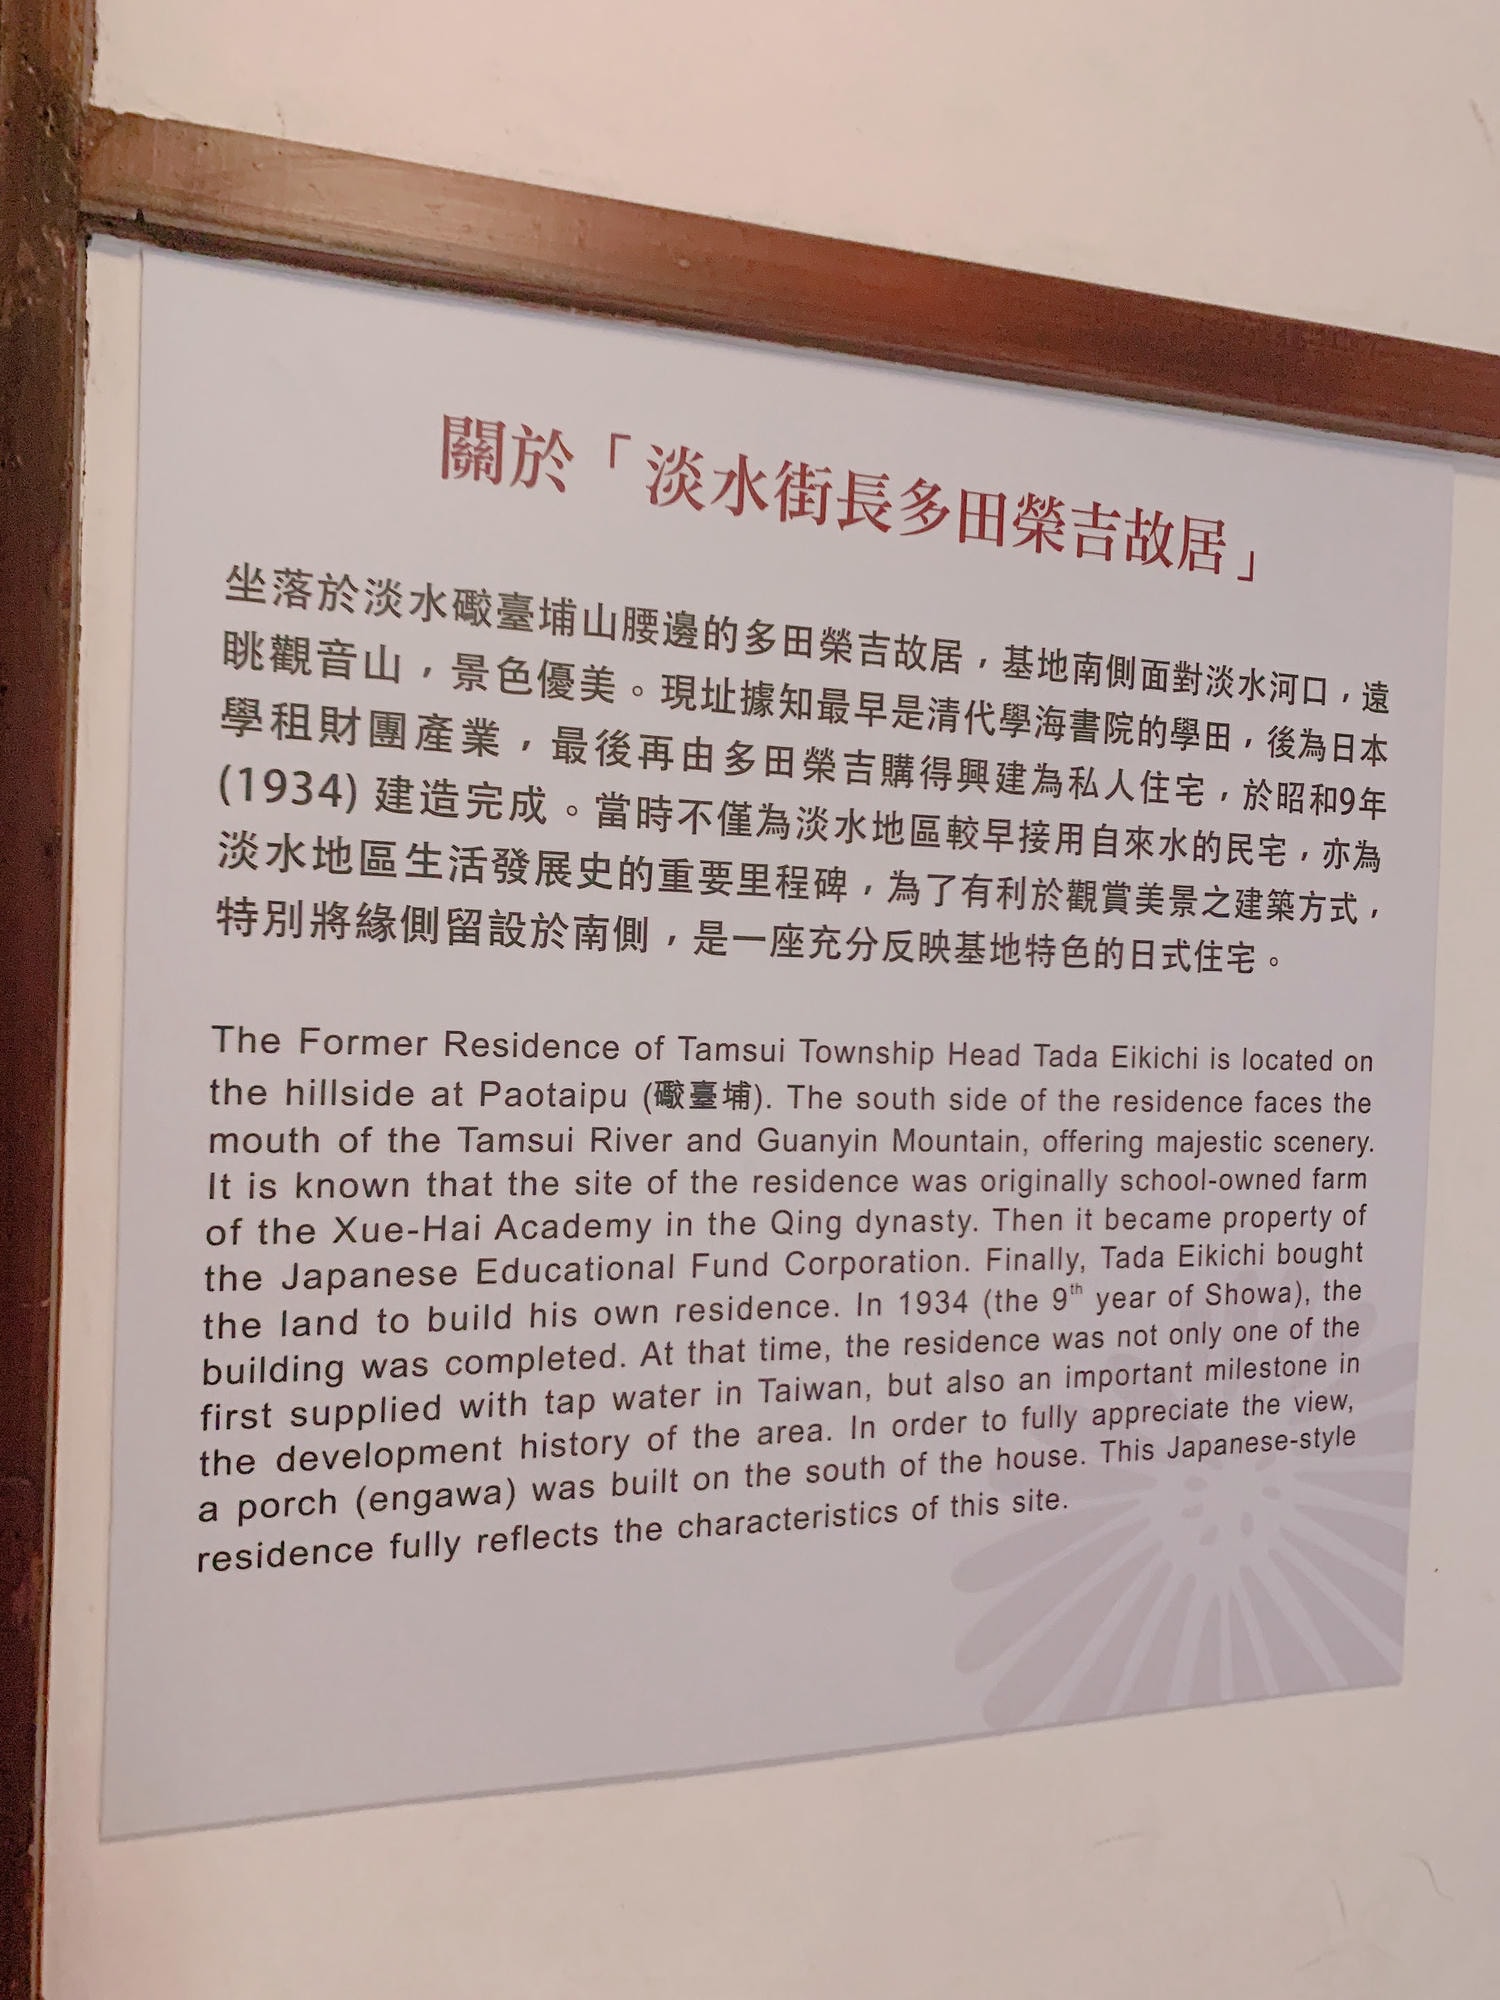 關於「淡水街長多田榮吉故居」
坐落於淡水礮臺埔山腰邊的多田榮吉故居，基地南側面對淡水河口，遠
眺觀音山，景色優美。現址據知最早是清代學海書院的學田，後為日本
學租財團產業，最後再由多田榮吉購得興建為私人住宅，於昭和9年
(1934) 建造完成。當時不僅為淡水地區較早接用自來水的民宅，亦為
淡水地區生活發展史的重要里程碑，為了有利於觀賞美景之建築方式，
特別將緣側留設於南側，是一座充分反映基地特色的日式住宅。
The Former Residence of Tamsui Township Head Tada Eikichi is located on
the hillside at Paotaipu (礮臺埔). The south side of the residence faces the
mouth of the Tamsui River and Guanyin Mountain, offering majestic scenery.
It is known that the site of the residence was originally school-owned farm
of the Xue-Hai Academy in the Qing dynasty. Then it became property of
the Japanese Educational Fund Corporation. Finally, Tada Eikichi bought
the land to build his own residence. In 1934 (the 9th year of Showa), the
building was completed. At that time, the residence was not only one of the
first supplied with tap water in Taiwan, but also an important milestone in
the development history of the area. In order to fully appreciate the view,
a porch (engawa) was built on the south of the house. This Japanese-style
residence fully reflects the characteristics of this site.